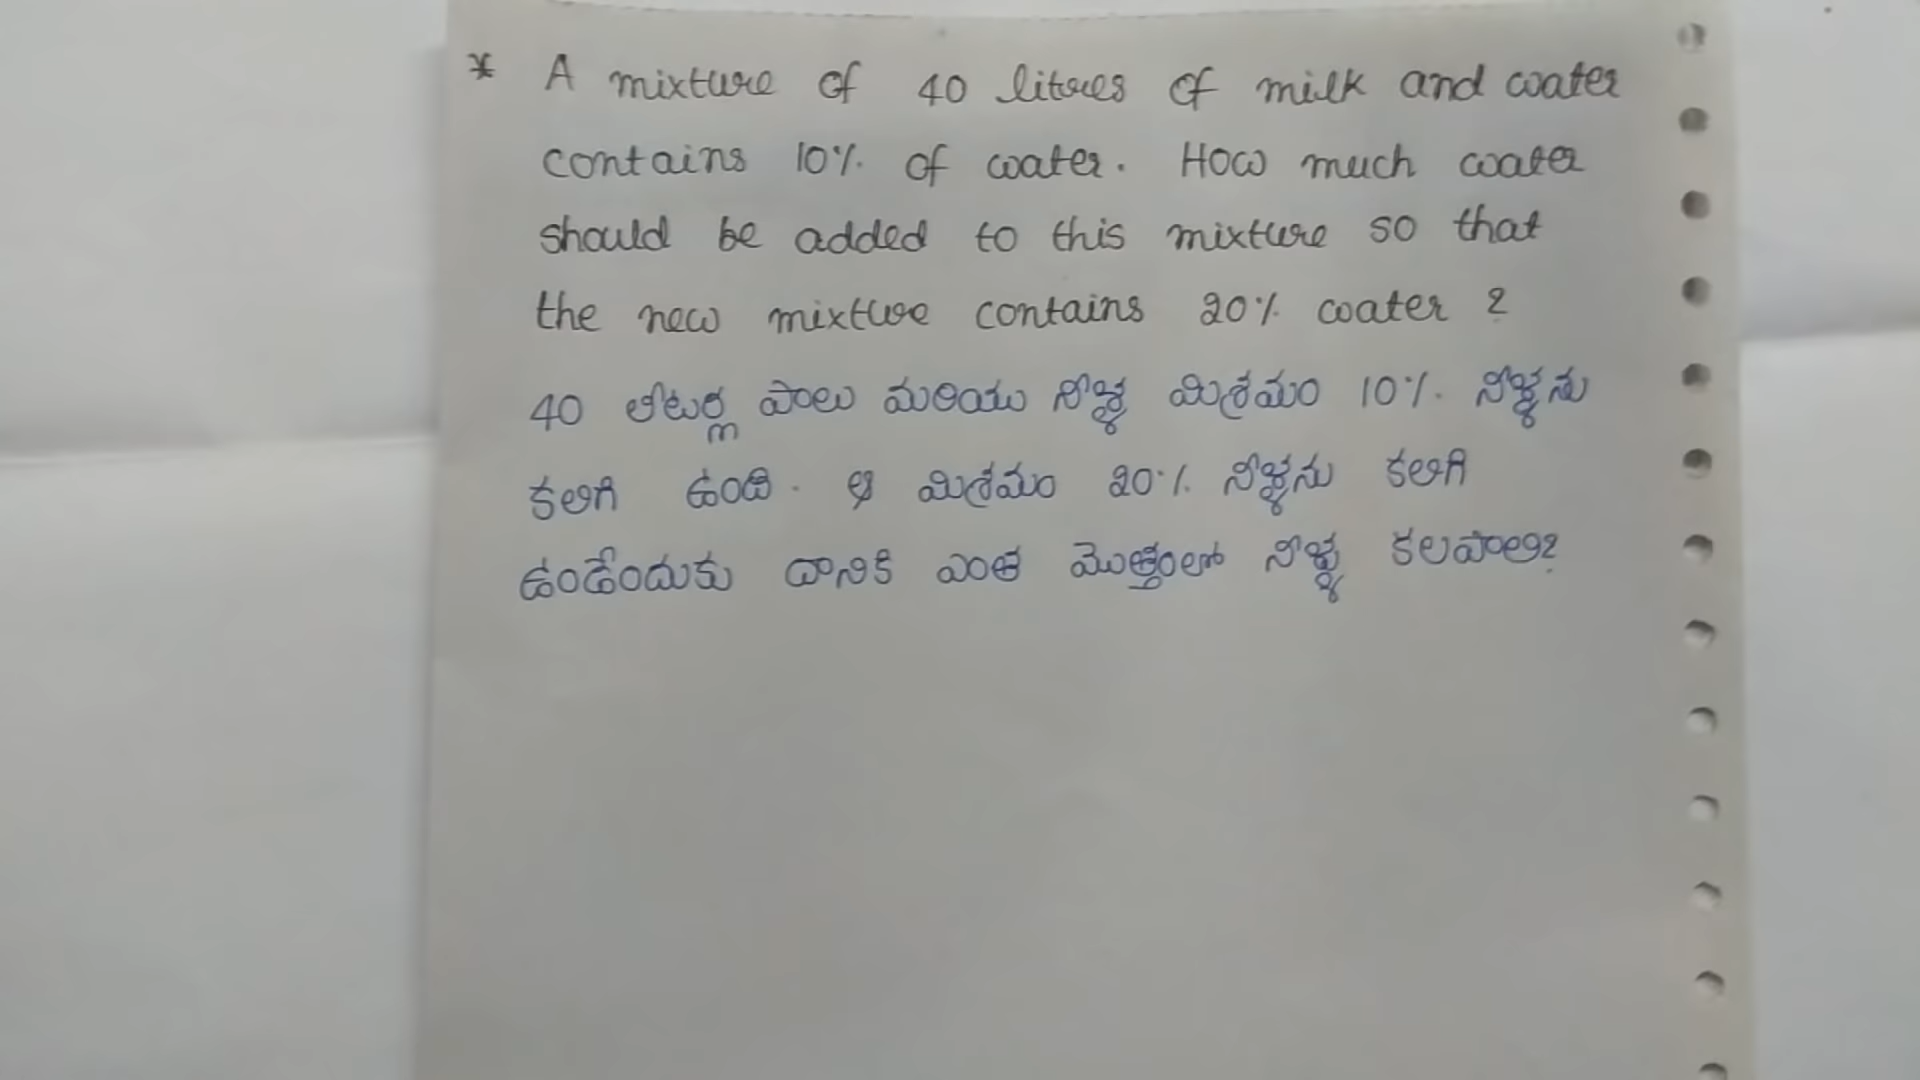 * A mixture of 40 litres of milk and water
contains 10% of water. How much water
should be added to this mixture so that
the new mixture contains 20% water ?
40 లీటర్ల పాలు మరియు నీళ్ళ మిశ్రమం 10% నీళ్ళను
కలిగి ఉంది. ఆ మిశ్రమం 20% నీళ్ళను కలిగి
ఉండేందుకు దానికి ఎంత మొత్తంలో నీళ్ళు కలపాలి?